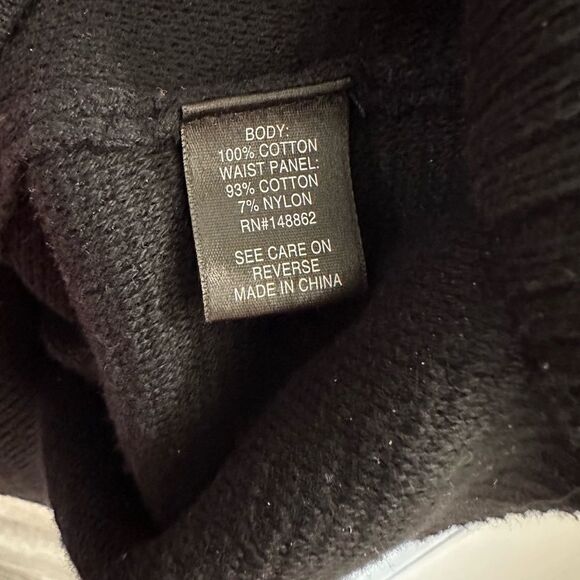 BODY:
100% COTTON
WAIST PANEL:
93% COTTON
7% NYLON
RN#148862
SEE CARE ON
REVERSE
MADE IN CHINA